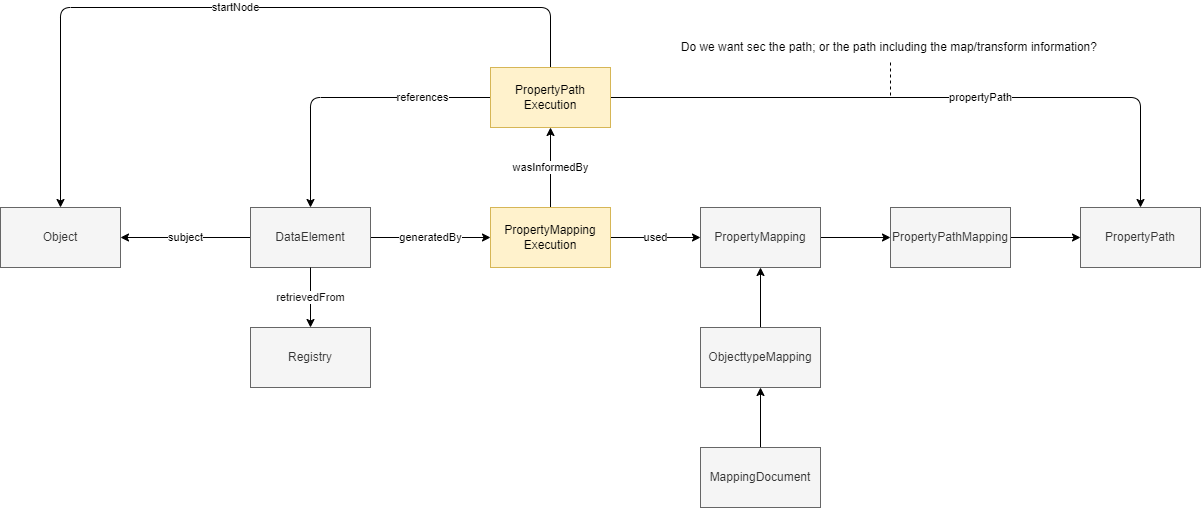 startNode
Do we want sec the path; or the path including the map/transform information?
PropertyPath
Execution
references
propertyPath
wasInformedBy
Object
subject
DataElement
generatedBy
PropertyMapping
Execution
used
PropertyMapping
PropertyPathMapping
PropertyPath
retrievedFrom
Registry
ObjecttypeMapping
MappingDocument